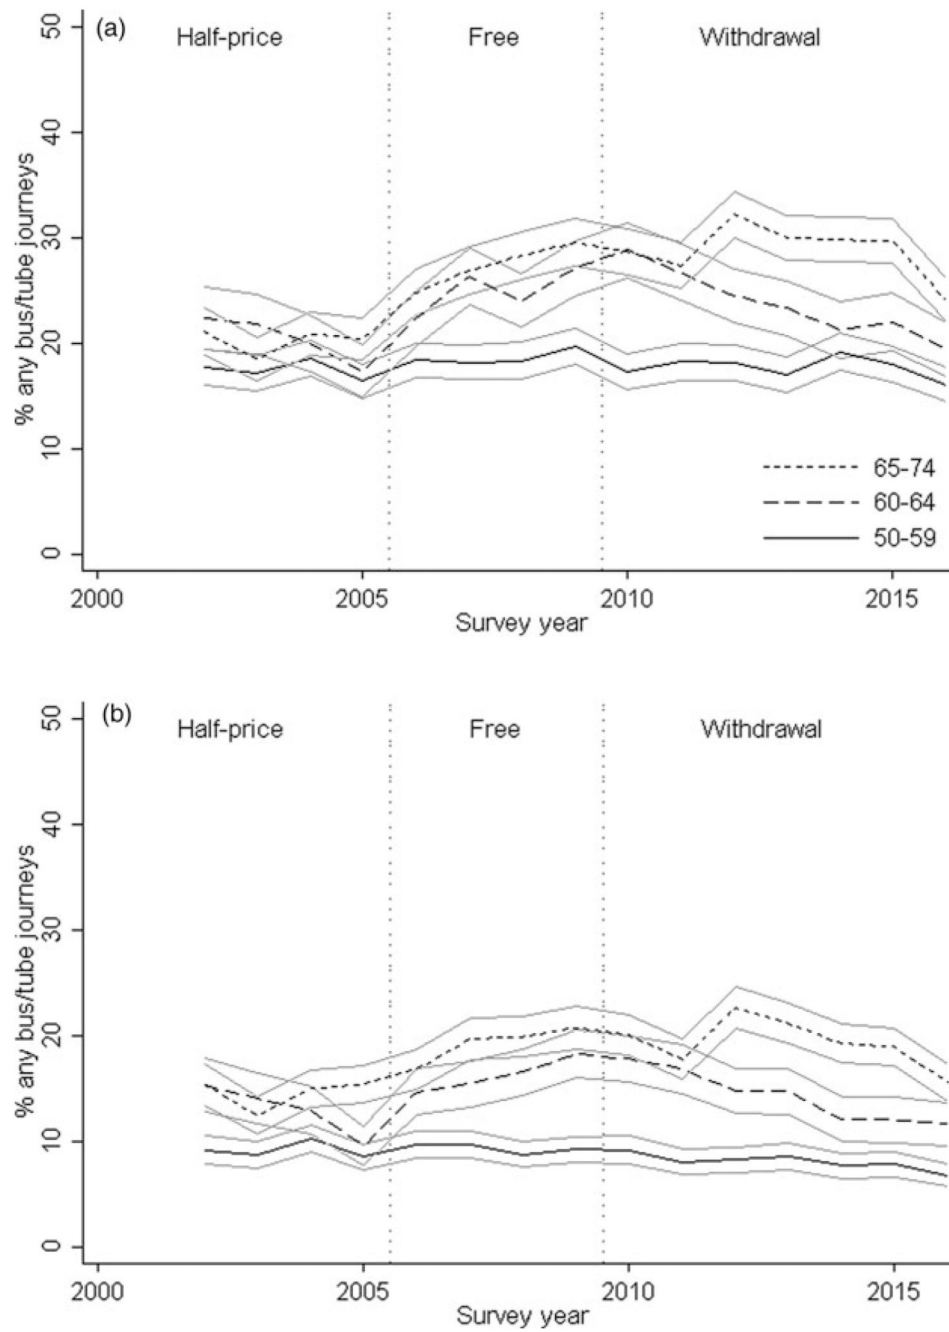 (a)
Half-price Free Withdrawal
50
40
30
20
10
0
% any bus/tube journeys
65-74
60-64
50-59
2000 2005 2010 2015
Survey year
(b)
Half-price Free Withdrawal
50
40
30
20
10
0
% any bus/tube journeys
2000 2005 2010 2015
Survey year